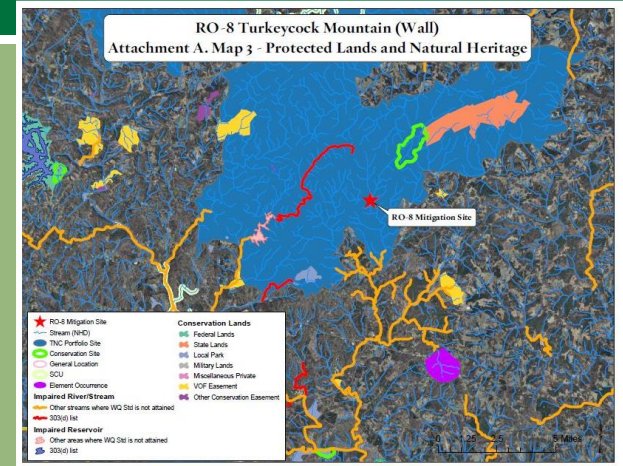 RO-8 Turkeycock Mountain (Wall)
Attachment A. Map 3 - Protected Lands and Natural Heritage
RO-8 Mitigation Site
RO-8 Mitigation Site
Stream (NHD)
TNC Portfolio Site
Conservation Site
General Location
SCU
Element Occurrence
Impaired River/Stream
Other streams where WQ Std is not attained
303(d) list
Impaired Reservoir
Other areas where WQ Std is not attained
303(d) list
Conservation Lands
Federal Lands
State Lands
Local Park
Military Lands
Miscellaneous Private
VOF Easement
Other Conservation Easement
0 1.25 2.5 5 Miles